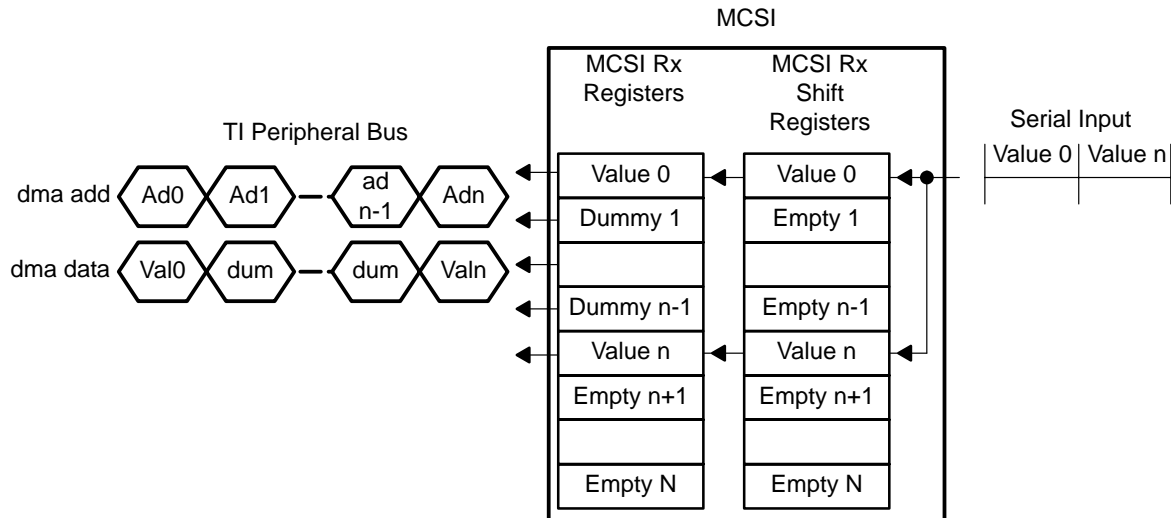 MCSI
MCSI Rx
Registers
MCSI Rx
Shift
Registers
TI Peripheral Bus
Serial Input
Value 0 Value n
dma add Ad0 Ad1 ad n-1 Adn
dma data Val0 dum dum Valn
Value 0 Value 0
Dummy 1 Empty 1
Dummy n-1 Empty n-1
Value n Value n
Empty n+1 Empty n+1
Empty N Empty N